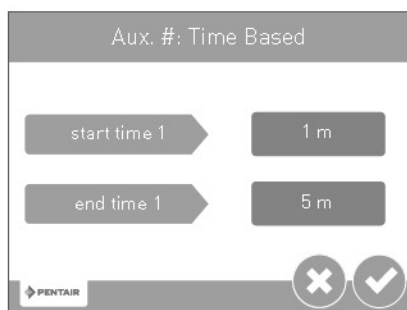 Aux. #: Time Based
start time 1
1 m
end time 1
5 m
PENTAIR